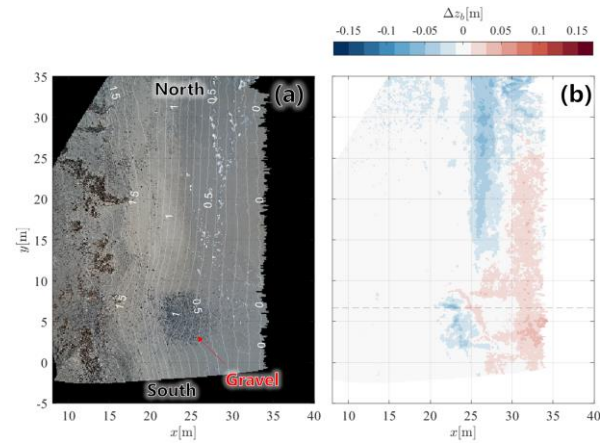 Δz_b[m]
-0.15 -0.1 -0.05 0 0.05 0.1 0.15
35 30 25 20 15 10 5 0 -5
y[m]
North
(a)
1.5 1 0.5 0
1.5 1 0.5 0
1.5 1 0.5 0
Gravel
South
10 15 20 25 30 35 40
x[m]
(b)
10 15 20 25 30 35 40
x[m]